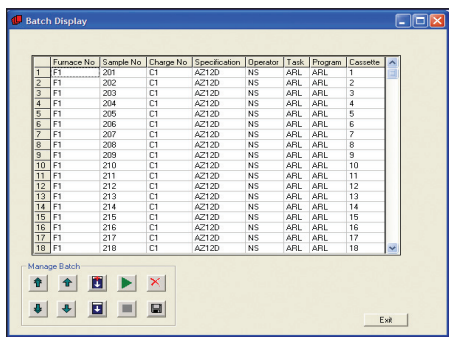 Batch Display
Furnace No Sample No Charge No Specification Operator Task Program Cassette
1 F1 201 C1 AZ12D NS ARL ARL 1
2 F1 202 C1 AZ12D NS ARL ARL 2
3 F1 203 C1 AZ12D NS ARL ARL 3
4 F1 204 C1 AZ12D NS ARL ARL 4
5 F1 205 C1 AZ12D NS ARL ARL 5
6 F1 206 C1 AZ12D NS ARL ARL 6
7 F1 207 C1 AZ12D NS ARL ARL 7
8 F1 208 C1 AZ12D NS ARL ARL 8
9 F1 209 C1 AZ12D NS ARL ARL 9
10 F1 210 C1 AZ12D NS ARL ARL 10
11 F1 211 C1 AZ12D NS ARL ARL 11
12 F1 212 C1 AZ12D NS ARL ARL 12
13 F1 213 C1 AZ12D NS ARL ARL 13
14 F1 214 C1 AZ12D NS ARL ARL 14
15 F1 215 C1 AZ12D NS ARL ARL 15
16 F1 216 C1 AZ12D NS ARL ARL 16
17 F1 217 C1 AZ12D NS ARL ARL 17
18 F1 218 C1 AZ12D NS ARL ARL 18
Manage Batch
Exit